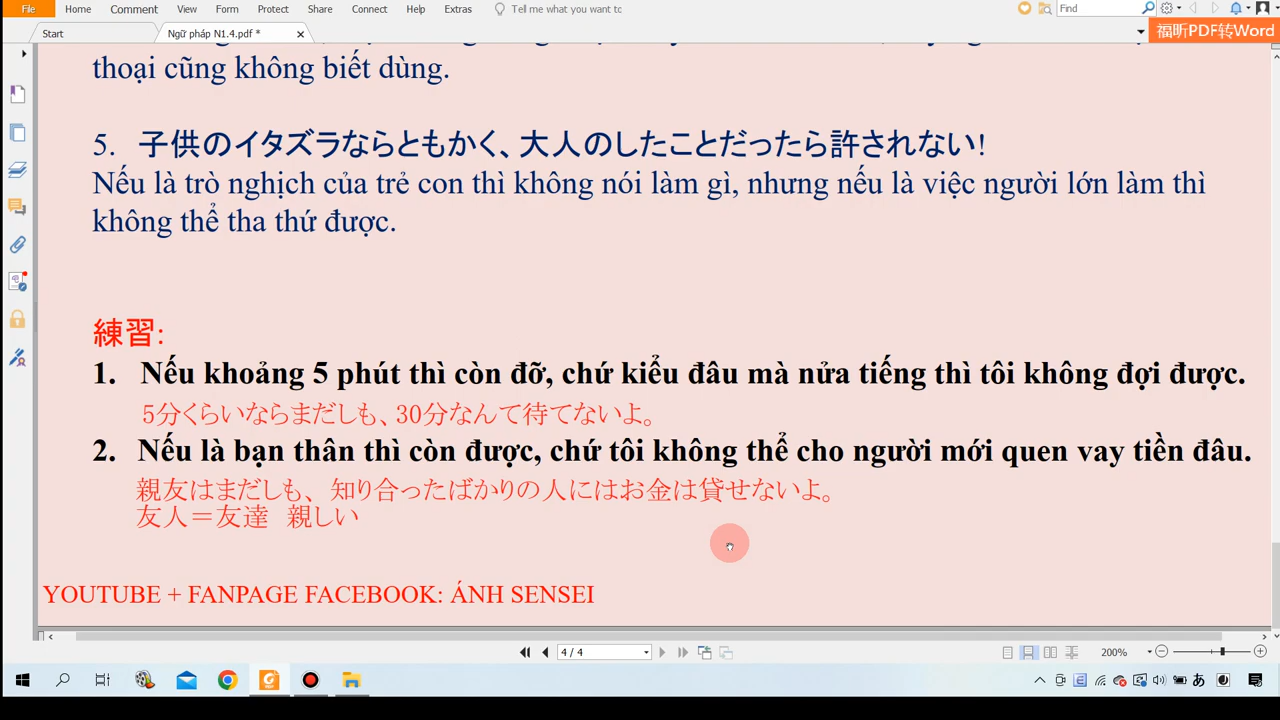 File Home Comment View Form Protect Share Connect Help Extras Tell me what you want to Find
Start Ngữ pháp N1.4.pdf * 福昕PDF转Word
thoại cũng không biết dùng.
5. 子供のイタズラならともかく、大人のしたことだったら許されない!
Nếu là trò nghịch của trẻ con thì không nói làm gì, nhưng nếu là việc người lớn làm thì
không thể tha thứ được.
練習:
1. Nếu khoảng 5 phút thì còn đỡ, chứ kiểu đâu mà nửa tiếng thì tôi không đợi được.
5分くらいならまだしも、30分なんて待てないよ。
2. Nếu là bạn thân thì còn được, chứ tôi không thể cho người mới quen vay tiền đâu.
親友はまだしも、知り合ったばかりの人にはお金は貸せないよ。
友人＝友達 親しい
YOUTUBE + FANPAGE FACEBOOK: ÁNH SENSEI
4 / 4 200%
あ